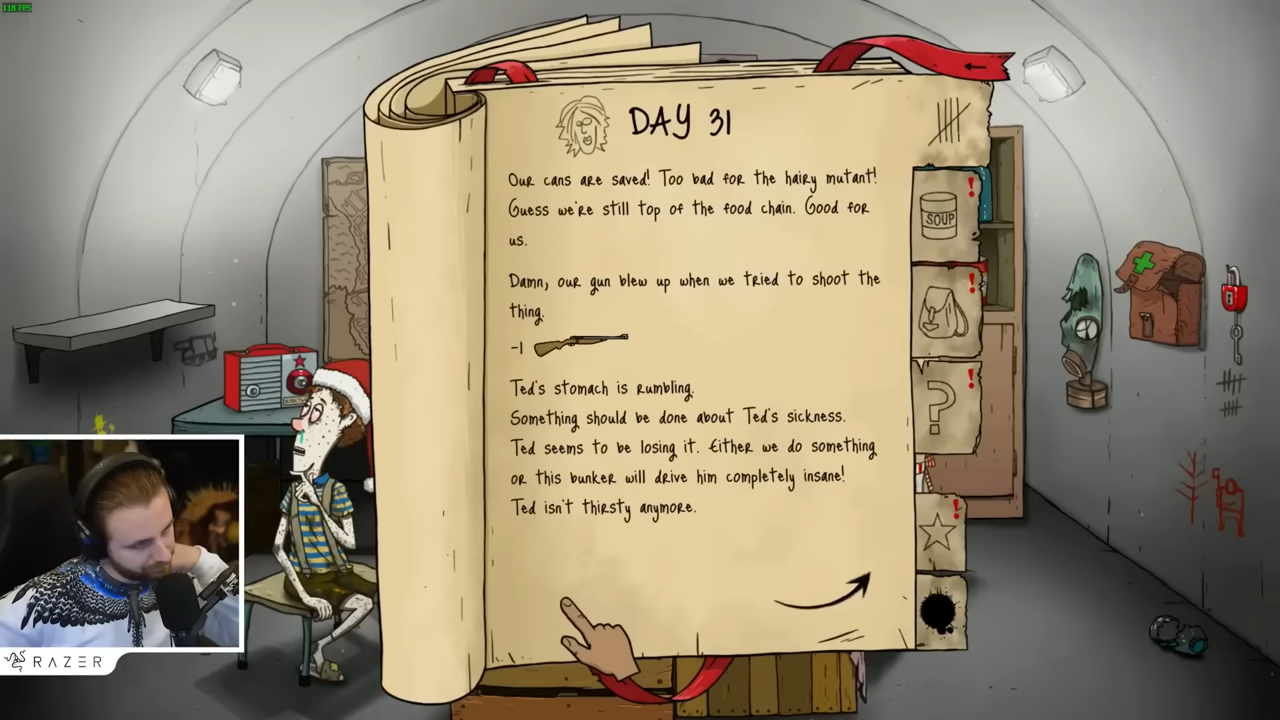 118 FPS
DAY 31
Our cans are saved! Too bad for the hairy mutant!
Guess we're still top of the food chain. Good for
us.
Damn, our gun blew up when we tried to shoot the
thing.
-1
Ted's stomach is rumbling.
Something should be done about Ted's sickness.
Ted seems to be losing it. Either we do something
or this bunker will drive him completely insane!
Ted isn't thirsty anymore.
!
SOUP
!
?!
!
RAZER